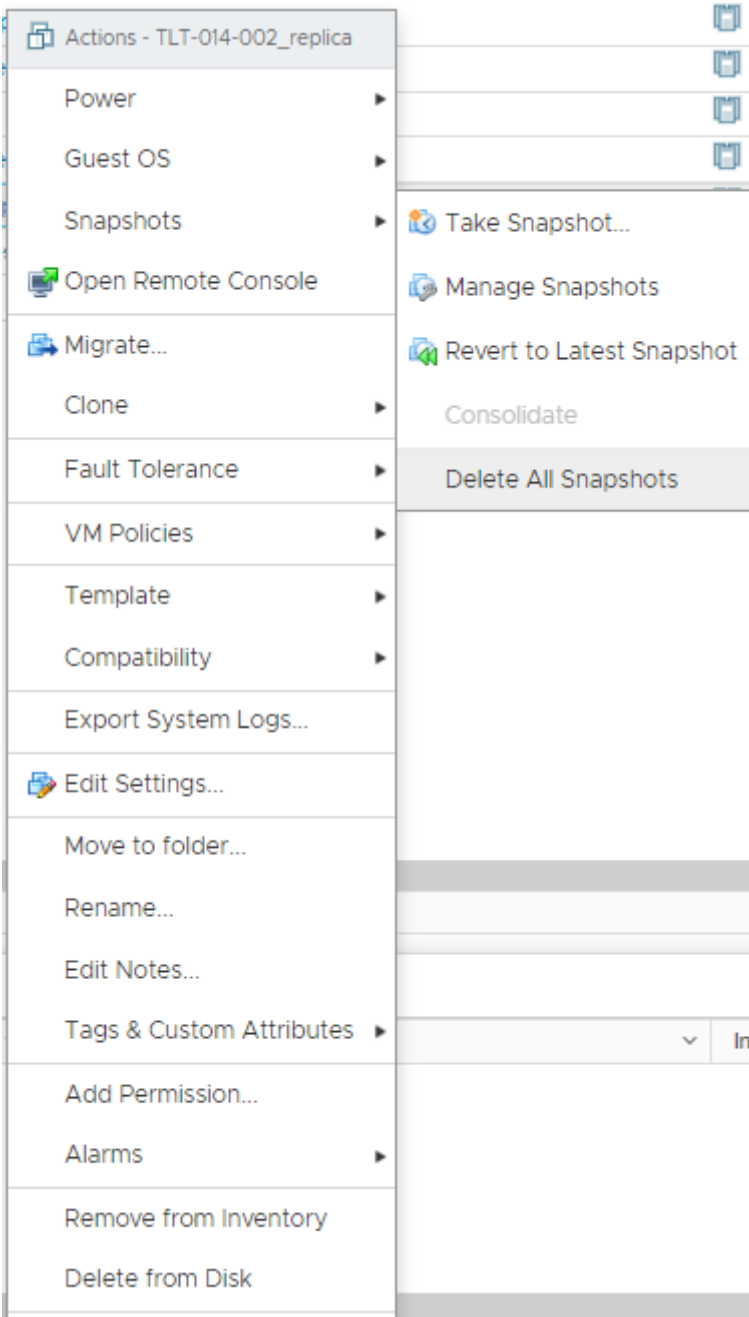 Actions - TLT-014-002_replica
Power
Guest OS
Snapshots
Open Remote Console
Migrate...
Clone
Fault Tolerance
VM Policies
Template
Compatibility
Export System Logs...
Edit Settings...
Move to folder...
Rename...
Edit Notes...
Tags & Custom Attributes
Add Permission...
Alarms
Remove from Inventory
Delete from Disk
Take Snapshot...
Manage Snapshots
Revert to Latest Snapshot
Consolidate
Delete All Snapshots